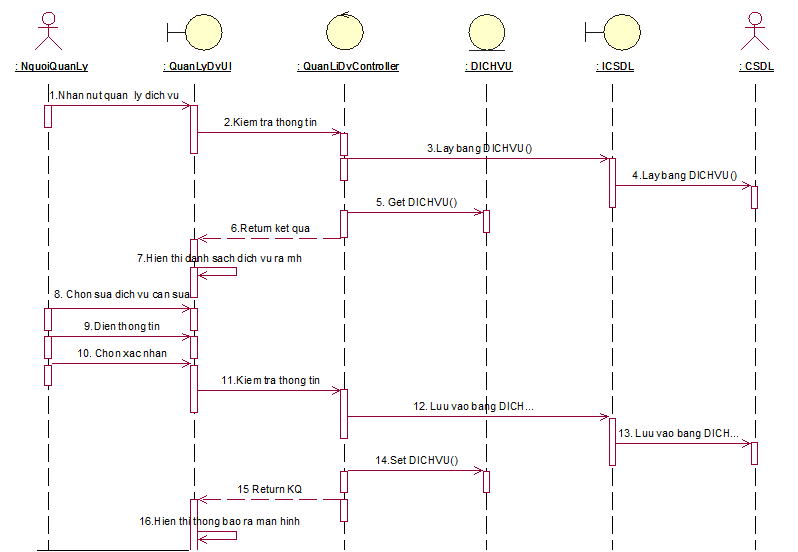 : NguoiQuanLy
: QuanLyDvUI
: QuanLiDvController
: DICHVU
: ICSDL
: CSDL
1.Nhan nut quan ly dich vu
2.Kiem tra thong tin
3.Lay bang DICHVU()
4.Lay bang DICHVU()
5. Get DICHVU()
6.Return ket qua
7.Hien thi danh sach dich vu ra mh
8. Chon sua dich vu can sua
9.Dien thong tin
10. Chon xac nhan
11.Kiem tra thong tin
12. Luu vao bang DICH...
13. Luu vao bang DICH...
14.Set DICHVU()
15 Return KQ
16.Hien thi thong bao ra man hinh